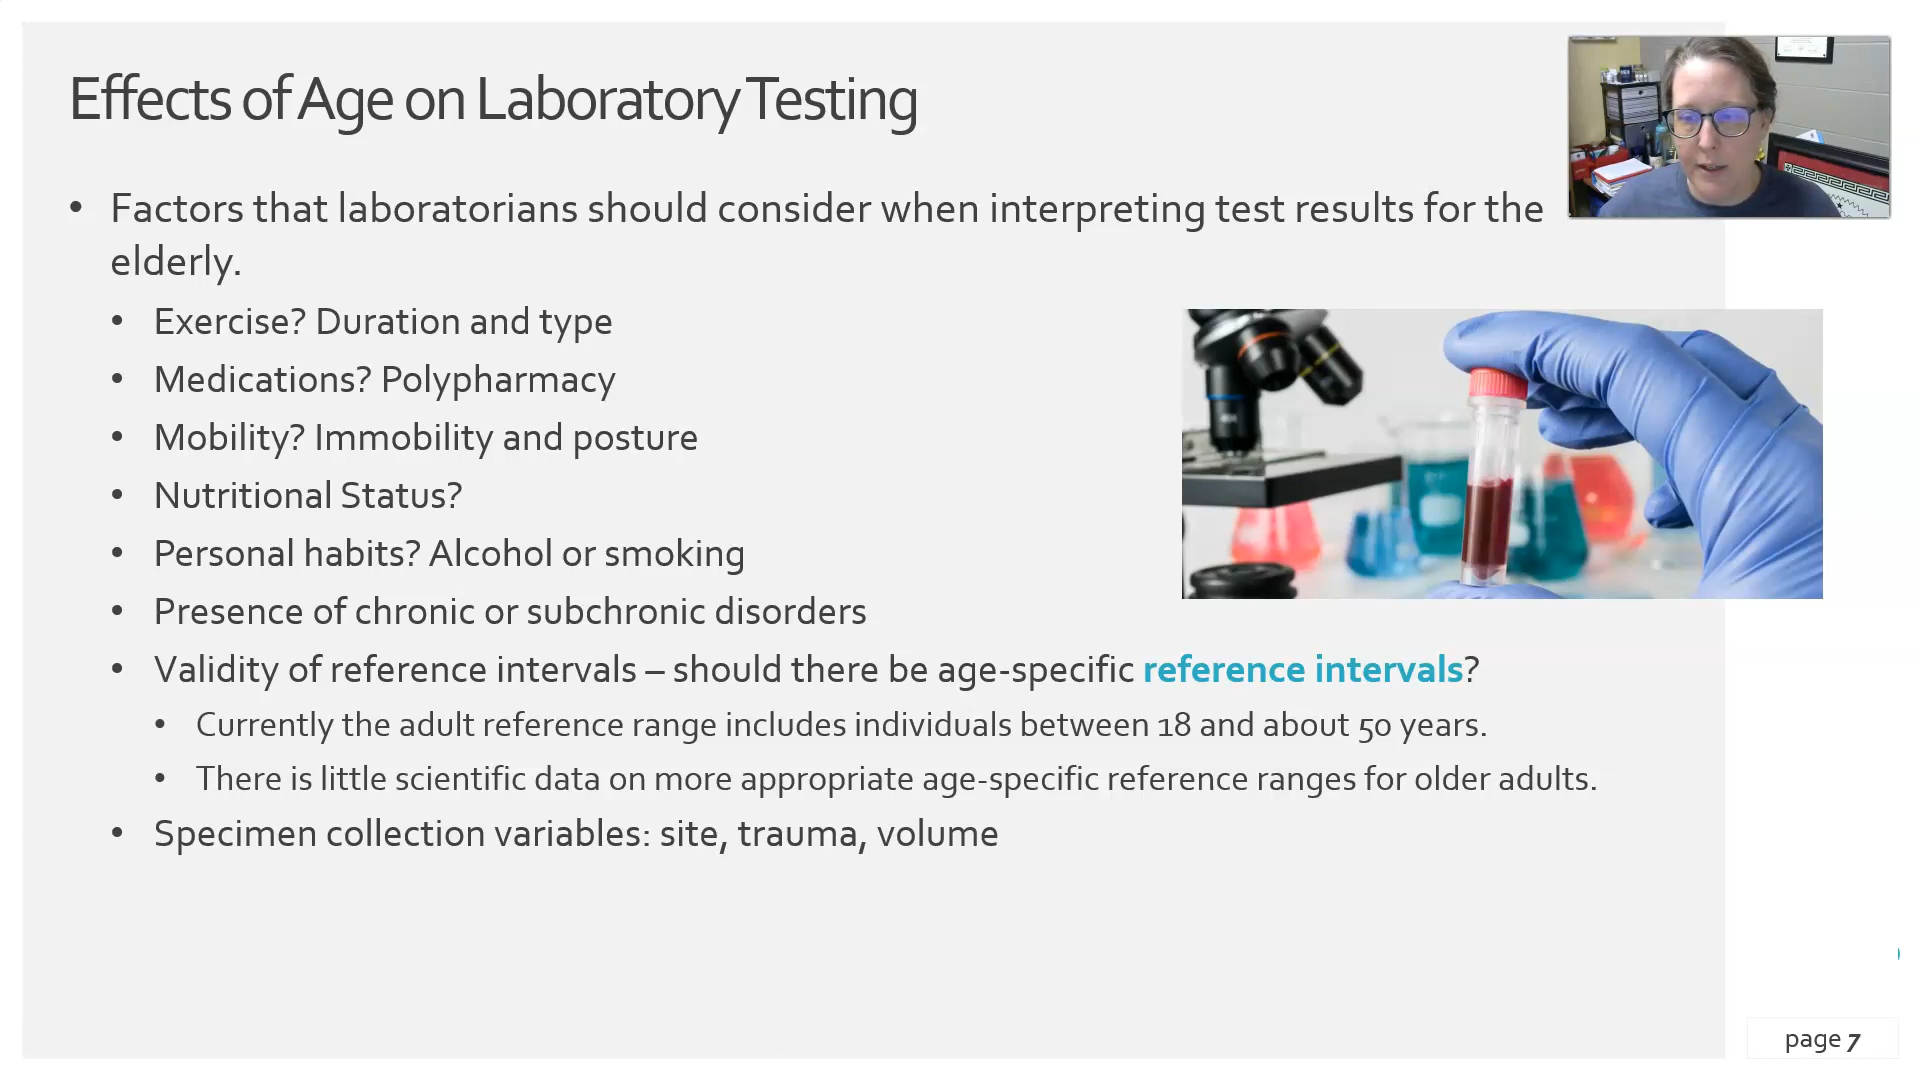 Effects of Age on Laboratory Testing
• Factors that laboratorians should consider when interpreting test results for the
elderly.
• Exercise? Duration and type
• Medications? Polypharmacy
• Mobility? Immobility and posture
• Nutritional Status?
• Personal habits? Alcohol or smoking
• Presence of chronic or subchronic disorders
• Validity of reference intervals – should there be age-specific reference intervals?
• Currently the adult reference range includes individuals between 18 and about 50 years.
• There is little scientific data on more appropriate age-specific reference ranges for older adults.
• Specimen collection variables: site, trauma, volume
page 7